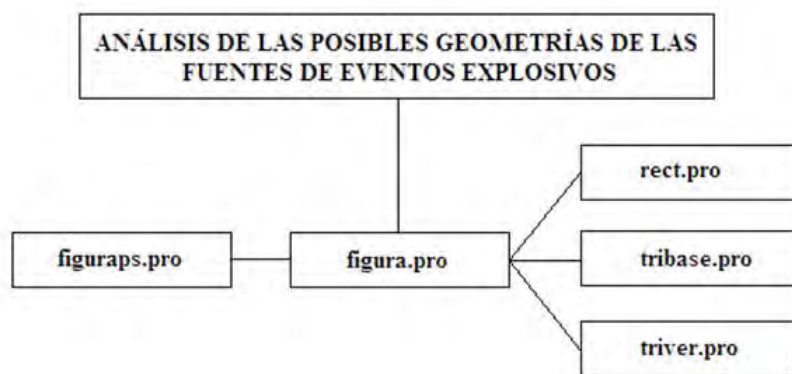 ANÁLISIS DE LAS POSIBLES GEOMETRÍAS DE LAS
FUENTES DE EVENTOS EXPLOSIVOS
rect.pro
figuraps.pro
figura.pro
tribase.pro
triver.pro